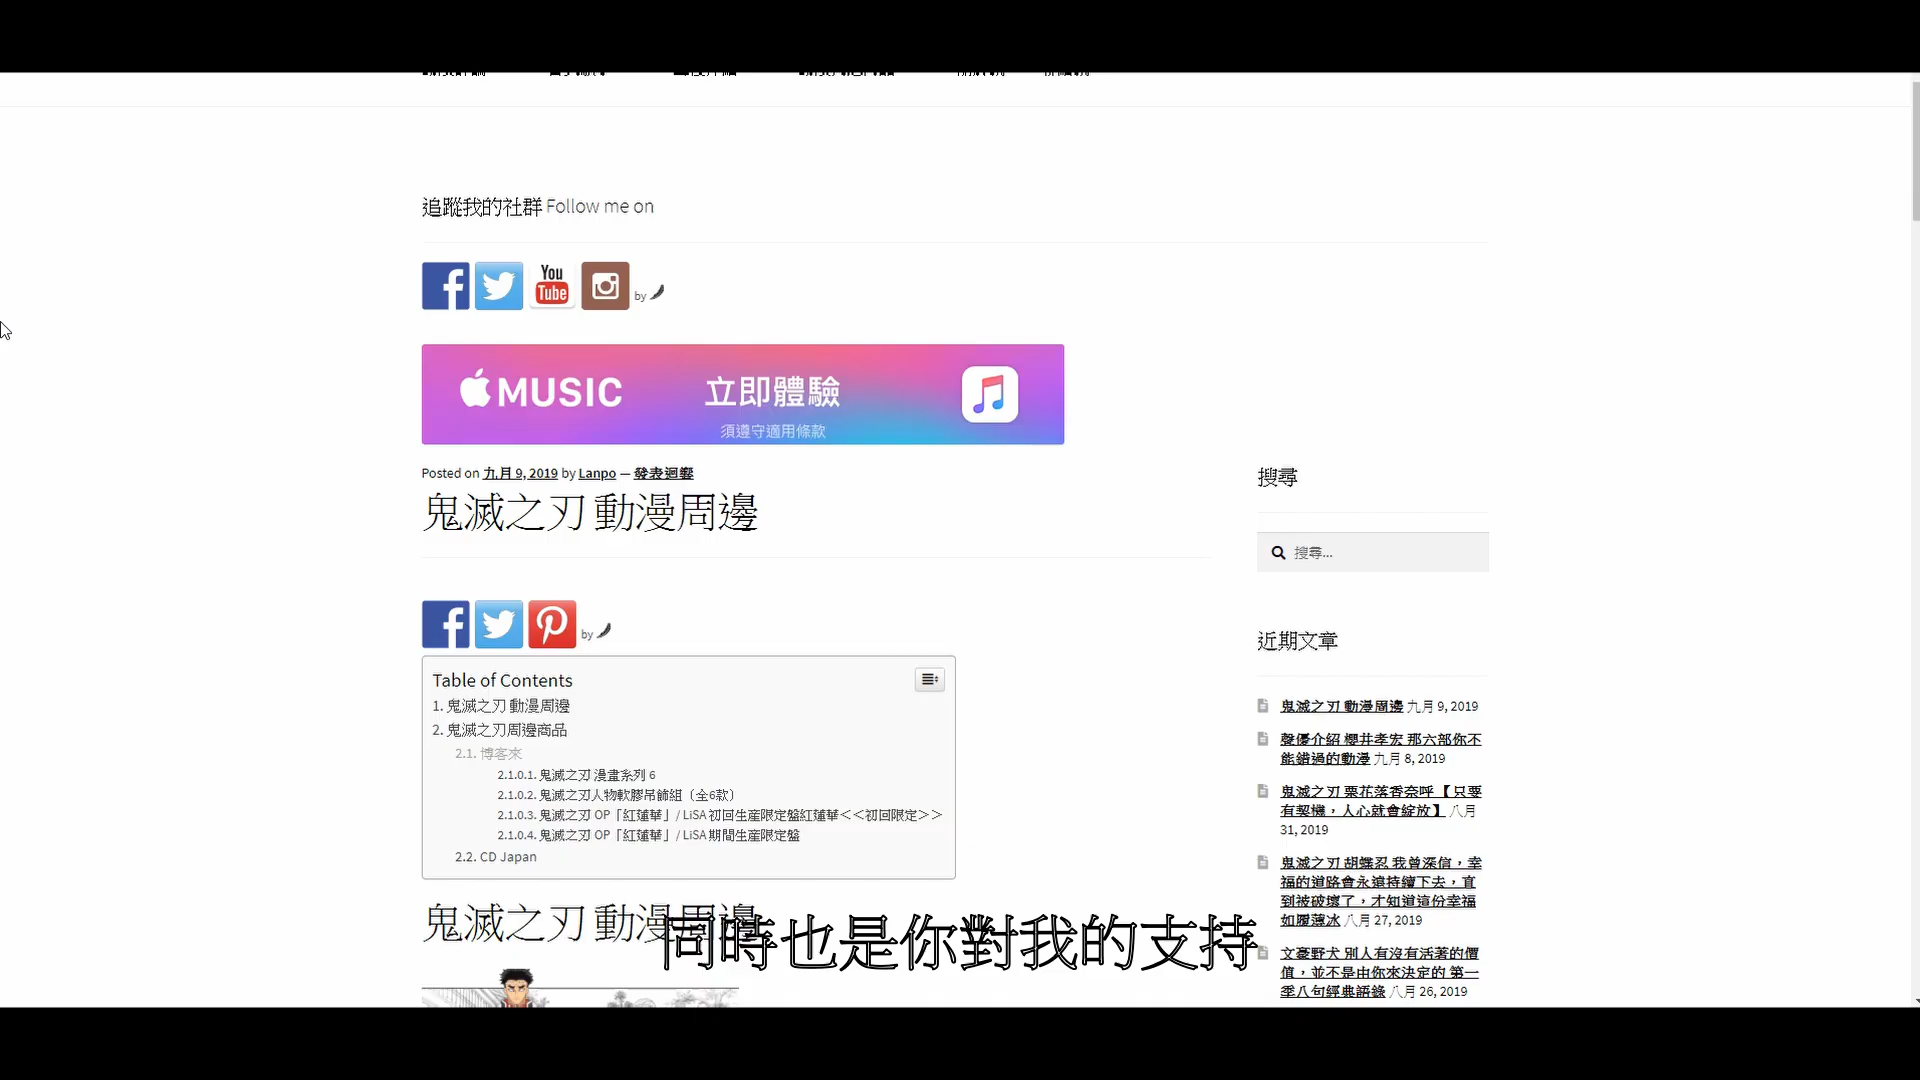 追蹤我的社群 Follow me on
You
Tube
by
MUSIC
立即體驗
須遵守適用條款
Posted on 九月 9, 2019 by Lanpo — 發表迴響
鬼滅之刃 動漫周邊
by
Table of Contents
1. 鬼滅之刃 動漫周邊
2. 鬼滅之刃周邊商品
2.1. 博客來
2.1.0.1. 鬼滅之刃 漫畫系列 6
2.1.0.2. 鬼滅之刃人物軟膠吊飾組（全6款）
2.1.0.3. 鬼滅之刃 OP「紅蓮華」/ LiSA 初回生産限定盤紅蓮華＜＜初回限定＞＞
2.1.0.4. 鬼滅之刃 OP「紅蓮華」/ LiSA 期間生産限定盤
2.2. CD Japan
鬼滅之刃 動漫周邊
同時也是你對我的支持
搜尋
搜尋...
近期文章
鬼滅之刃 動漫周邊 九月 9, 2019
聲優介紹 櫻井孝宏 那六部你不
能錯過的動漫 九月 8, 2019
鬼滅之刃 栗花落香奈呼 【只要
有契機，人心就會綻放】 八月
31, 2019
鬼滅之刃 胡蝶忍 我曾深信，幸
福的道路會永遠持續下去，直
到被破壞了，才知道這份幸福
如履薄冰 八月 27, 2019
文豪野犬 別人有沒有活著的價
值，並不是由你來決定的 第一
季八句經典語錄 八月 26, 2019